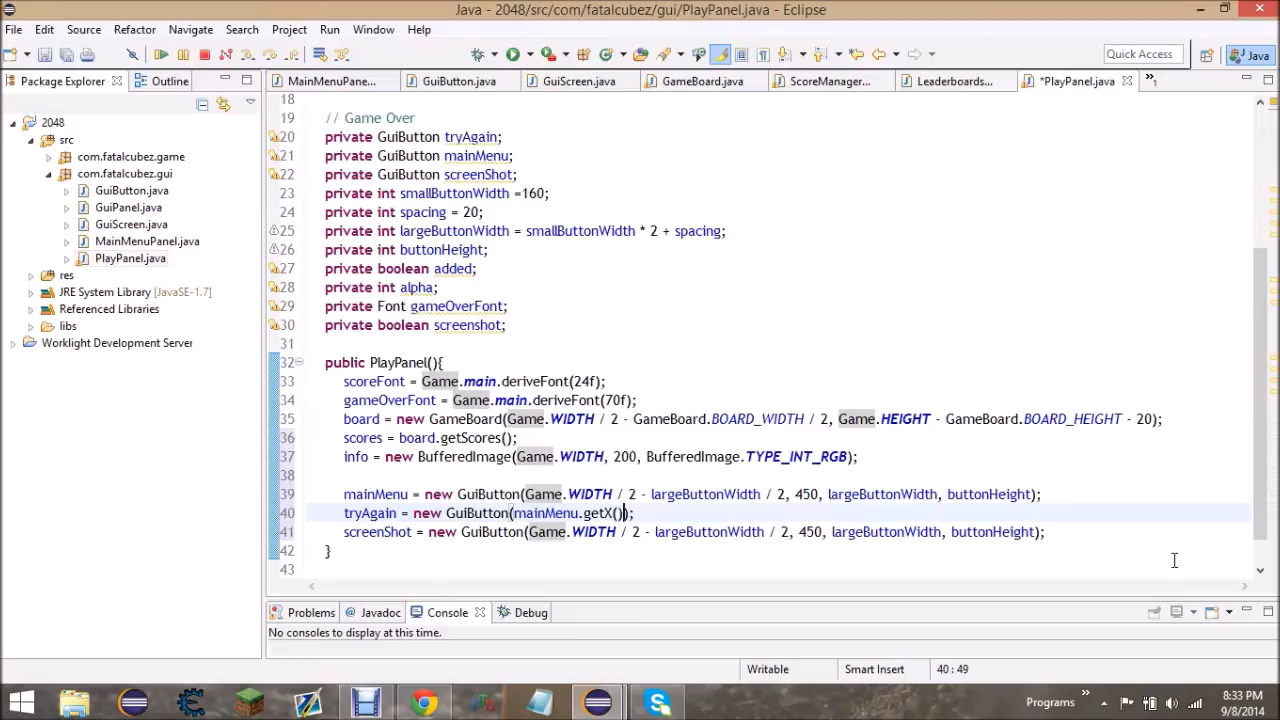 Java - 2048/src/com/fatalcubez/gui/PlayPanel.java - Eclipse
File Edit Source Refactor Navigate Search Project Run Window Help
Quick Access Java
Package Explorer Outline MainMenuPane... GuiButton.java GuiScreen.java GameBoard.java ScoreManager... Leaderboards... *PlayPanel.java
2048
src
com.fatalcubez.game
com.fatalcubez.gui
GuiButton.java
GuiPanel.java
GuiScreen.java
MainMenuPanel.java
PlayPanel.java
res
JRE System Library [JavaSE-1.7]
Referenced Libraries
libs
Worklight Development Server
18
19 // Game Over
20 private GuiButton tryAgain;
21 private GuiButton mainMenu;
22 private GuiButton screenShot;
23 private int smallButtonWidth =160;
24 private int spacing = 20;
25 private int largeButtonWidth = smallButtonWidth * 2 + spacing;
26 private int buttonHeight;
27 private boolean added;
28 private int alpha;
29 private Font gameOverFont;
30 private boolean screenshot;
31
32 public PlayPanel(){
33 scoreFont = Game.main.deriveFont(24f);
34 gameOverFont = Game.main.deriveFont(70f);
35 board = new GameBoard(Game.WIDTH / 2 - GameBoard.BOARD_WIDTH / 2, Game.HEIGHT - GameBoard.BOARD_HEIGHT - 20);
36 scores = board.getScores();
37 info = new BufferedImage(Game.WIDTH, 200, BufferedImage.TYPE_INT_RGB);
38
39 mainMenu = new GuiButton(Game.WIDTH / 2 - largeButtonWidth / 2, 450, largeButtonWidth, buttonHeight);
40 tryAgain = new GuiButton(mainMenu.getX());
41 screenShot = new GuiButton(Game.WIDTH / 2 - largeButtonWidth / 2, 450, largeButtonWidth, buttonHeight);
42 }
43
Problems Javadoc Console Debug
No consoles to display at this time.
Writable Smart Insert 40 : 49
Programs 8:33 PM
9/8/2014